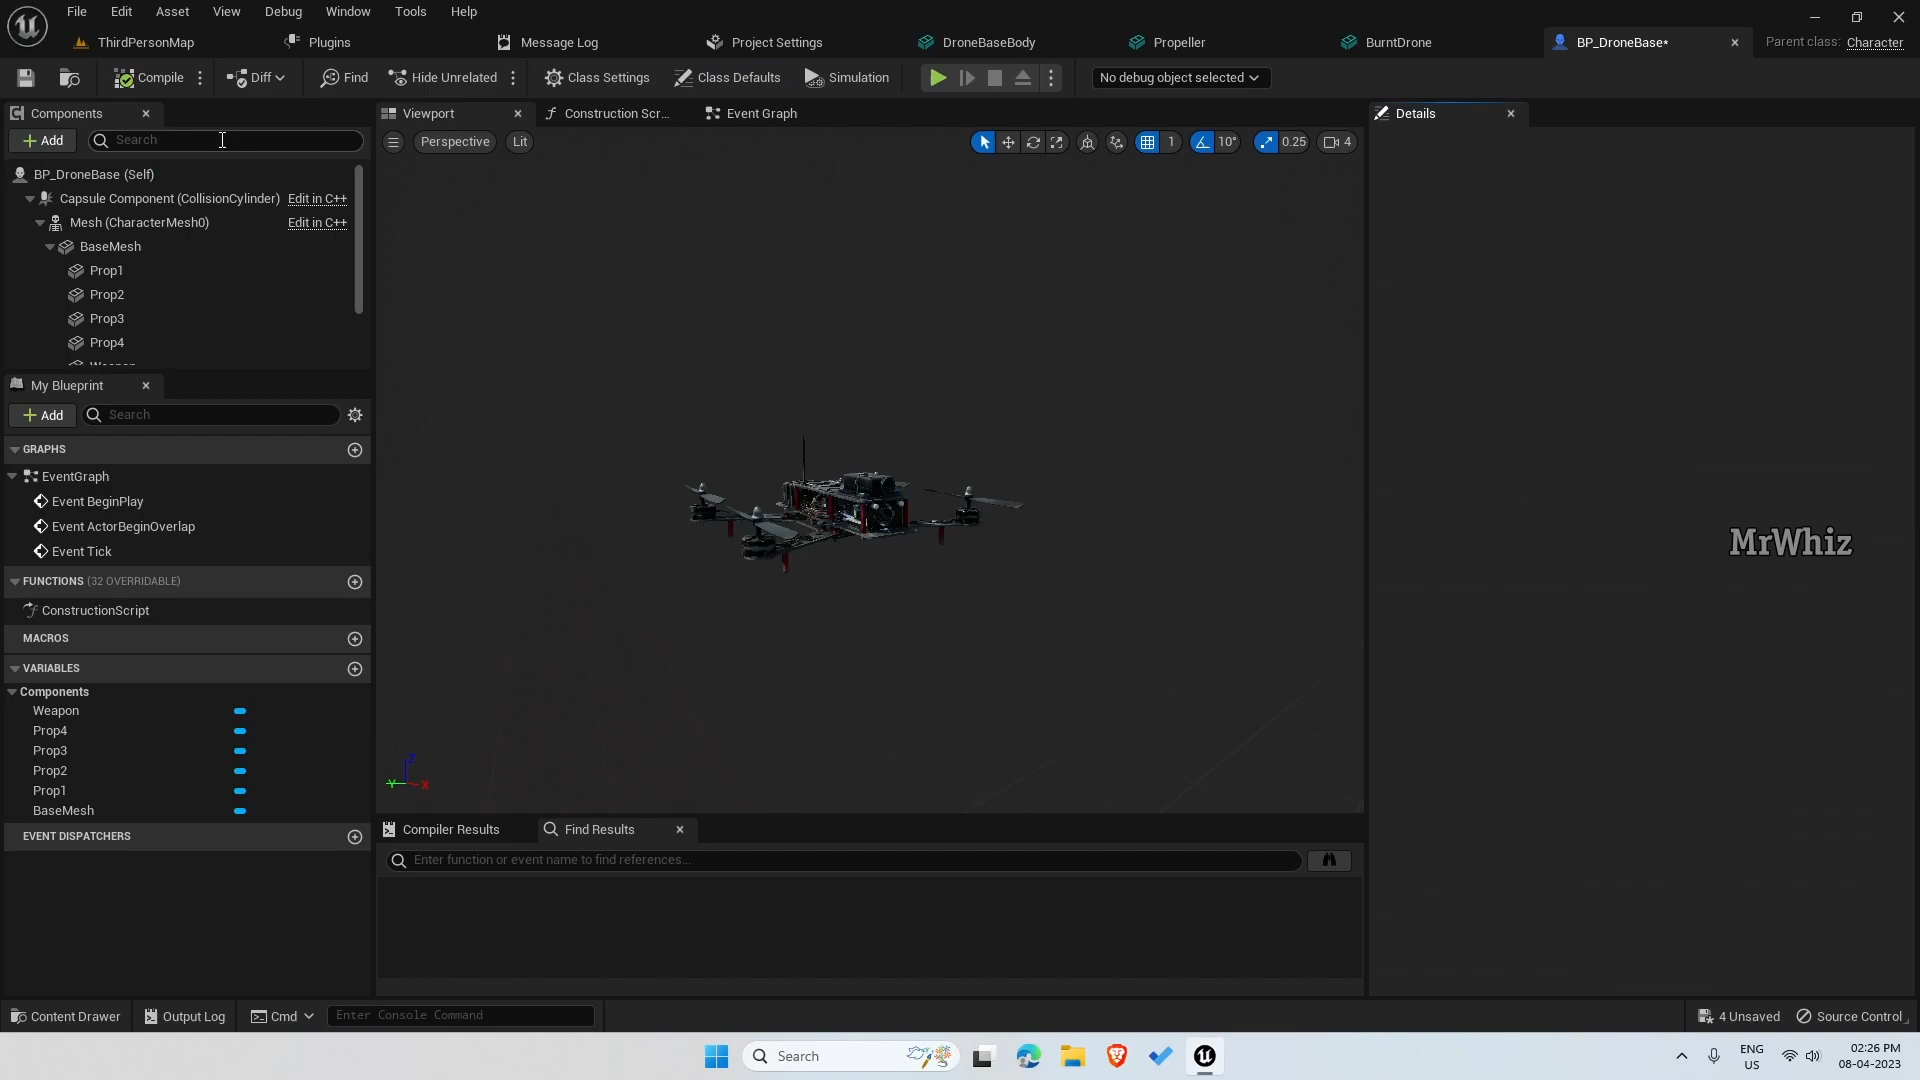 File Edit Asset View Debug Window Tools Help
ThirdPersonMap Plugins Message Log Project Settings DroneBaseBody Propeller BurntDrone BP_DroneBase* Parent class: Character
Compile Diff Find Hide Unrelated Class Settings Class Defaults Simulation No debug object selected
Components Viewport Construction Scr... Event Graph Details
Add Search Perspective Lit 1 10° 0.25 4
BP_DroneBase (Self)
Capsule Component (CollisionCylinder) Edit in C++
Mesh (CharacterMesh0) Edit in C++
BaseMesh
Prop1
Prop2
Prop3
Prop4
My Blueprint
Add Search
GRAPHS
EventGraph
Event BeginPlay
Event ActorBeginOverlap
Event Tick
MrWhiz
FUNCTIONS (32 OVERRIDABLE)
ConstructionScript
MACROS
VARIABLES
Components
Weapon
Prop4
Prop3
Prop2
Prop1
BaseMesh
Z
Y X
EVENT DISPATCHERS
Compiler Results Find Results
Enter function or event name to find references...
Content Drawer Output Log Cmd Enter Console Command 4 Unsaved Source Control
Search ENG US 02:26 PM 08-04-2023